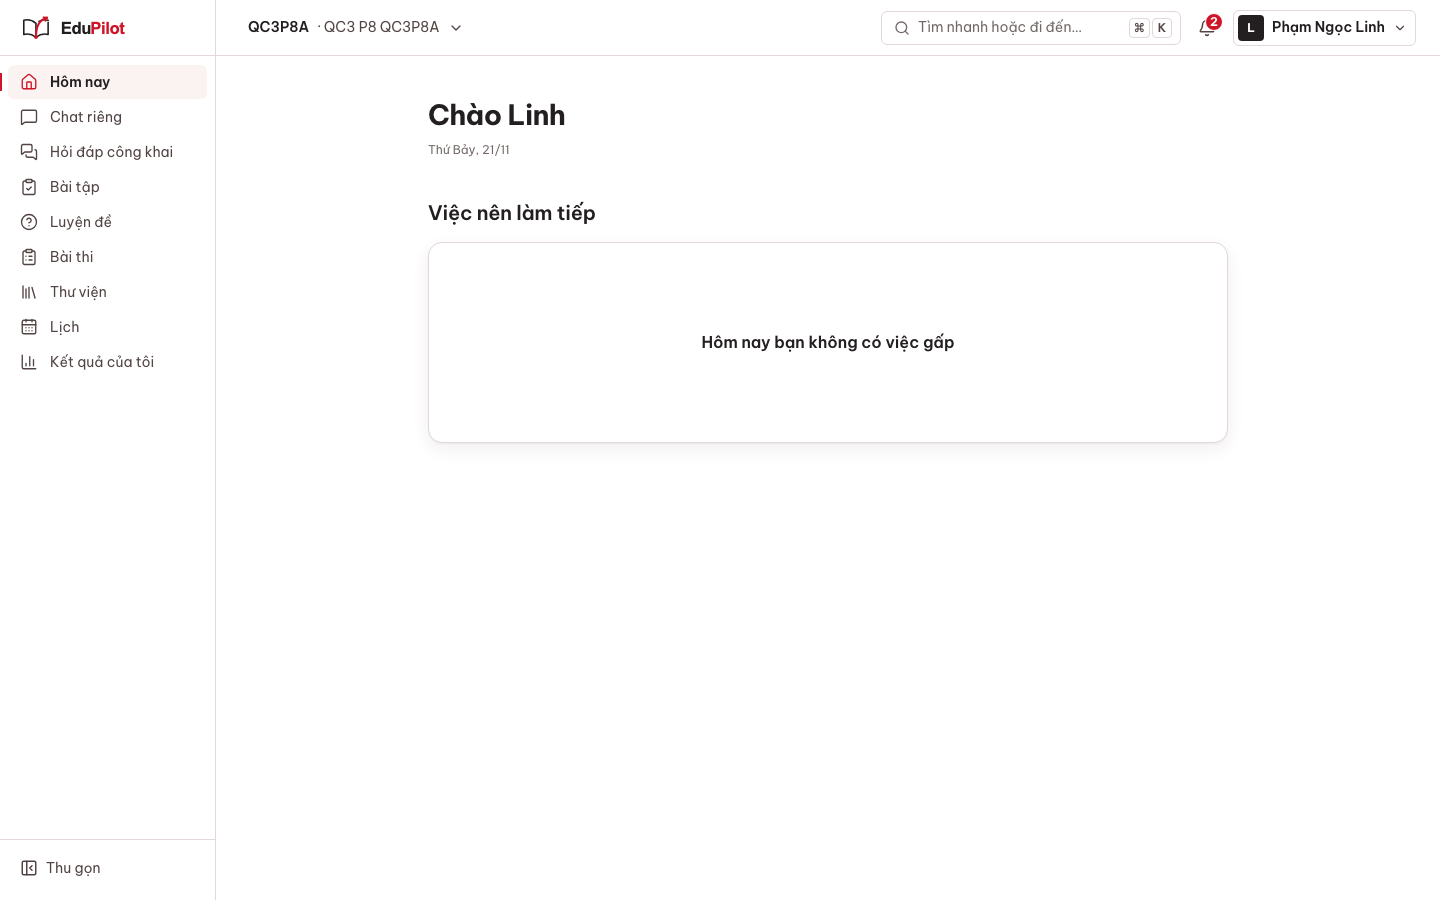 EduPilot
QC3P8A · QC3 P8 QC3P8A
Tìm nhanh hoặc đi đến...
⌘ K
2
L
Phạm Ngọc Linh
Hôm nay
Chat riêng
Hỏi đáp công khai
Bài tập
Luyện đề
Bài thi
Thư viện
Lịch
Kết quả của tôi
Thu gọn
Chào Linh
Thứ Bảy, 21/11
Việc nên làm tiếp
Hôm nay bạn không có việc gấp